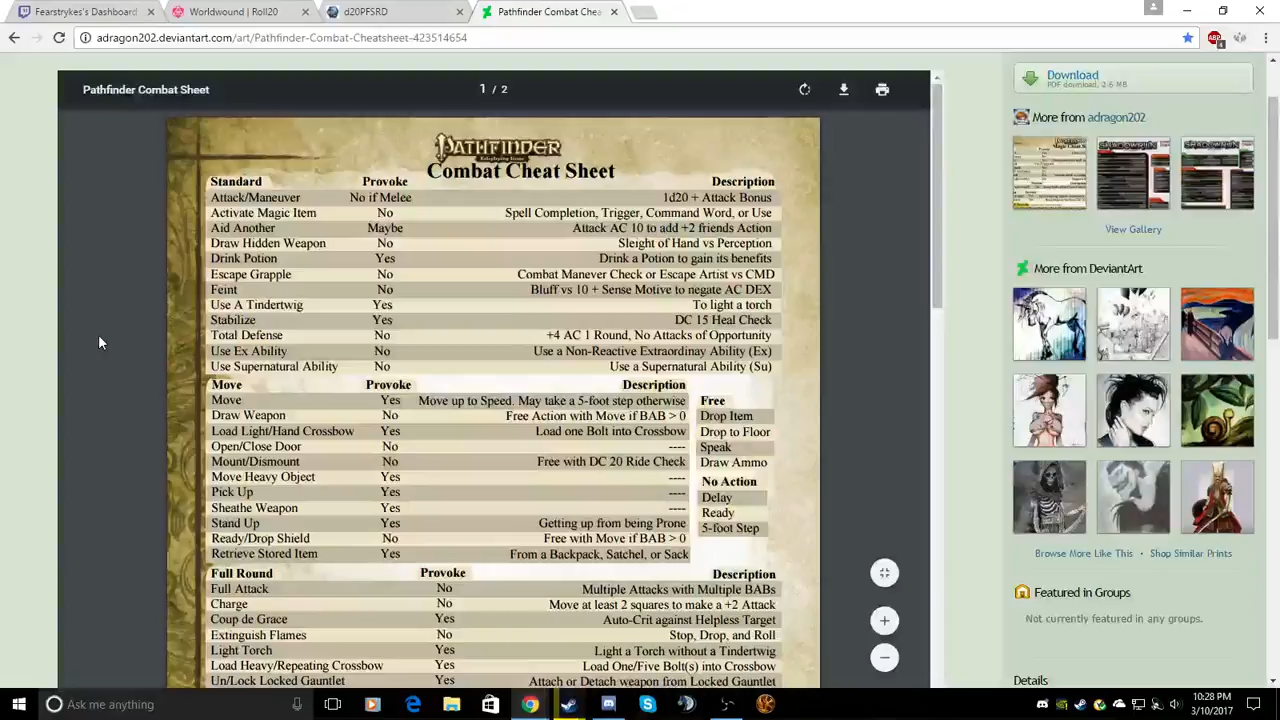 Fearstrykes's Dashboard
Worldwound | Roll20
d20PFSRD
Pathfinder Combat Chea
adragon202.deviantart.com/art/Pathfinder-Combat-Cheatsheet-423514654
4
Pathfinder Combat Sheet
1 / 2
PATHFINDER
Roleplaying Game
Combat Cheat Sheet
Standard Provoke Description
Attack/Maneuver No if Melee 1d20 + Attack Bonus
Activate Magic Item No Spell Completion, Trigger, Command Word, or Use
Aid Another Maybe Attack AC 10 to add +2 friends Action
Draw Hidden Weapon No Sleight of Hand vs Perception
Drink Potion Yes Drink a Potion to gain its benefits
Escape Grapple No Combat Manever Check or Escape Artist vs CMD
Feint No Bluff vs 10 + Sense Motive to negate AC DEX
Use A Tindertwig Yes To light a torch
Stabilize Yes DC 15 Heal Check
Total Defense No +4 AC 1 Round, No Attacks of Opportunity
Use Ex Ability No Use a Non-Reactive Extraordinay Ability (Ex)
Use Supernatural Ability No Use a Supernatural Ability (Su)
Move Provoke Description
Move Yes Move up to Speed. May take a 5-foot step otherwise
Draw Weapon No Free Action with Move if BAB > 0
Load Light/Hand Crossbow Yes Load one Bolt into Crossbow
Open/Close Door No ----
Mount/Dismount No Free with DC 20 Ride Check
Move Heavy Object Yes ----
Pick Up Yes ----
Sheathe Weapon Yes ----
Stand Up Yes Getting up from being Prone
Ready/Drop Shield No Free with Move if BAB > 0
Retrieve Stored Item Yes From a Backpack, Satchel, or Sack
Free
Drop Item
Drop to Floor
Speak
Draw Ammo
No Action
Delay
Ready
5-foot Step
Full Round Provoke Description
Full Attack No Multiple Attacks with Multiple BABs
Charge No Move at least 2 squares to make a +2 Attack
Coup de Grace Yes Auto-Crit against Helpless Target
Extinguish Flames No Stop, Drop, and Roll
Light Torch Yes Light a Torch without a Tindertwig
Load Heavy/Repeating Crossbow Yes Load One/Five Bolt(s) into Crossbow
Un/Lock Locked Gauntlet Yes Attach or Detach weapon from Locked Gauntlet
Download
PDF download, 2.6 MB
More from adragon202
View Gallery
More from DeviantArt
Browse More Like This · Shop Similar Prints
Featured in Groups
Not currently featured in any groups.
Details
Ask me anything
10:28 PM
3/10/2017